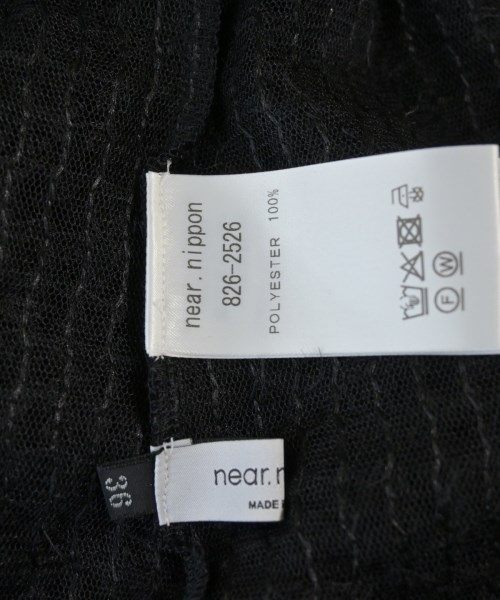 near.nippon
826-2526
POLYESTER 100%
F W
36
near.n
MADE